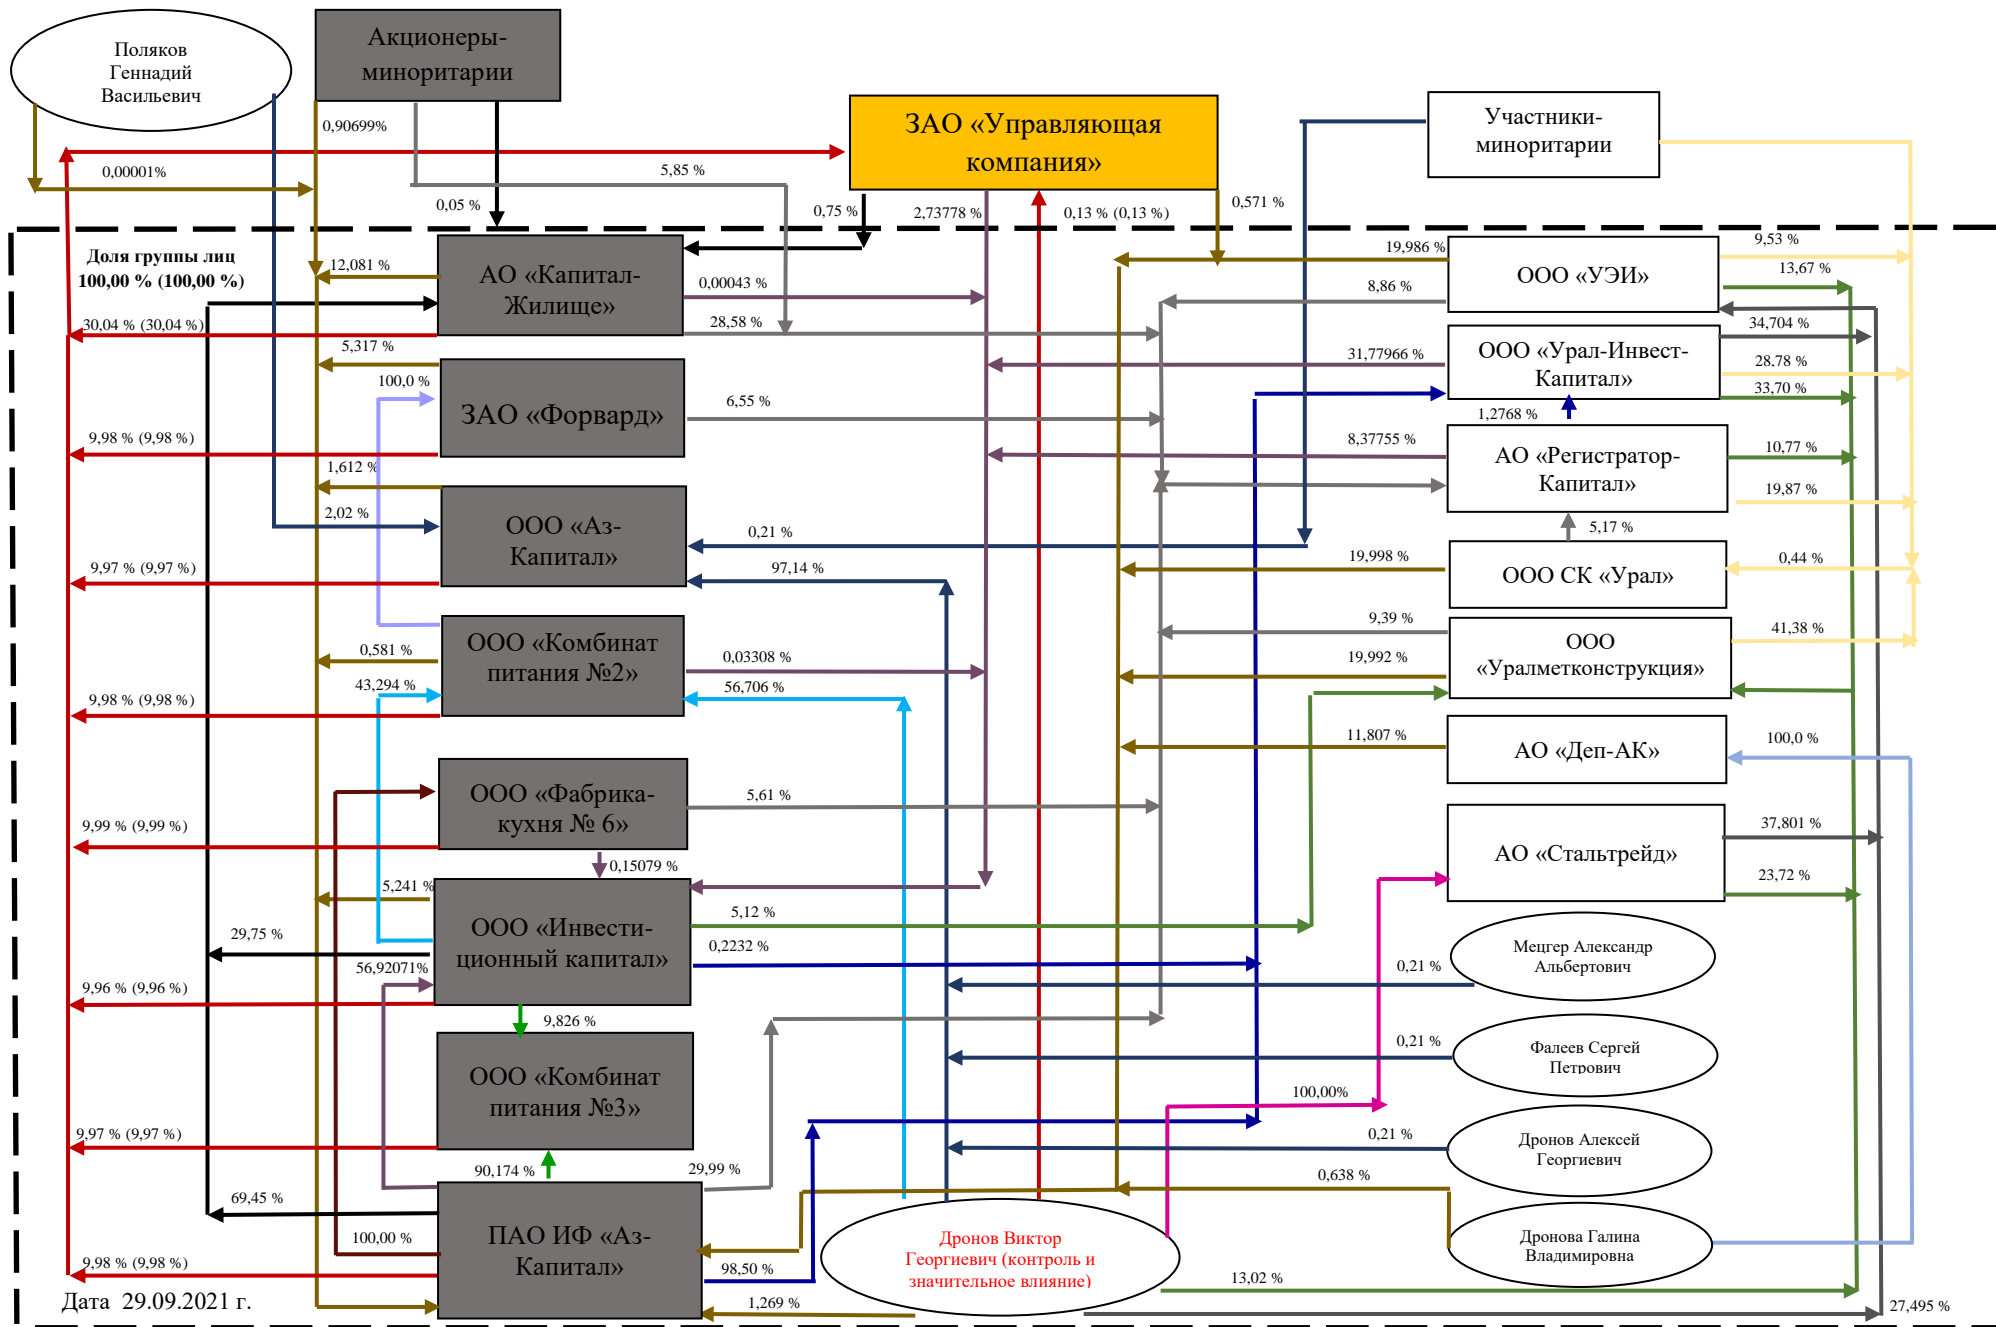 Поляков
Геннадий
Васильевич
Акционеры-
миноритарии
ЗАО «Управляющая
компания»
Участники-
миноритарии
0,90699%
0,00001%
5,85 %
0,05 %
0,75 %
2,73778 %
0,13 % (0,13 %)
0,571 %
Доля группы лиц
100,00 % (100,00 %)
12,081 %
АО «Капитал-
Жилище»
0,00043 %
28,58 %
30,04 % (30,04 %)
19,986 %
8,86 %
ООО «УЭИ»
9,53 %
13,67 %
34,704 %
5,317 %
100,0 %
ЗАО «Форвард»
6,55 %
9,98 % (9,98 %)
31,77966 %
ООО «Урал-Инвест-
Капитал»
28,78 %
33,70 %
1,2768 %
8,37755 %
АО «Регистратор-
Капитал»
10,77 %
19,87 %
5,17 %
1,612 %
2,02 %
ООО «Аз-
Капитал»
0,21 %
97,14 %
9,97 % (9,97 %)
19,998 %
ООО СК «Урал»
0,44 %
0,581 %
ООО «Комбинат
питания №2»
0,03308 %
56,706 %
43,294 %
9,98 % (9,98 %)
9,39 %
19,992 %
ООО
«Уралметконструкция»
41,38 %
11,807 %
АО «Деп-АК»
100,0 %
ООО «Фабрика-
кухня № 6»
5,61 %
9,99 % (9,99 %)
0,15079 %
АО «Стальтрейд»
37,801 %
23,72 %
5,241 %
ООО «Инвести-
ционный капитал»
5,12 %
0,2232 %
29,75 %
56,92071%
9,96 % (9,96 %)
Мецгер Александр
Альбертович
0,21 %
9,826 %
ООО «Комбинат
питания №3»
9,97 % (9,97 %)
Фалеев Сергей
Петрович
0,21 %
100,00%
Дронов Алексей
Георгиевич
0,21 %
90,174 %
29,99 %
69,45 %
100,00 %
ПАО ИФ «Аз-
Капитал»
98,50 %
1,269 %
9,98 % (9,98 %)
Дронов Виктор
Георгиевич (контроль и
значительное влияние)
0,638 %
Дронова Галина
Владимировна
13,02 %
27,495 %
Дата 29.09.2021 г.